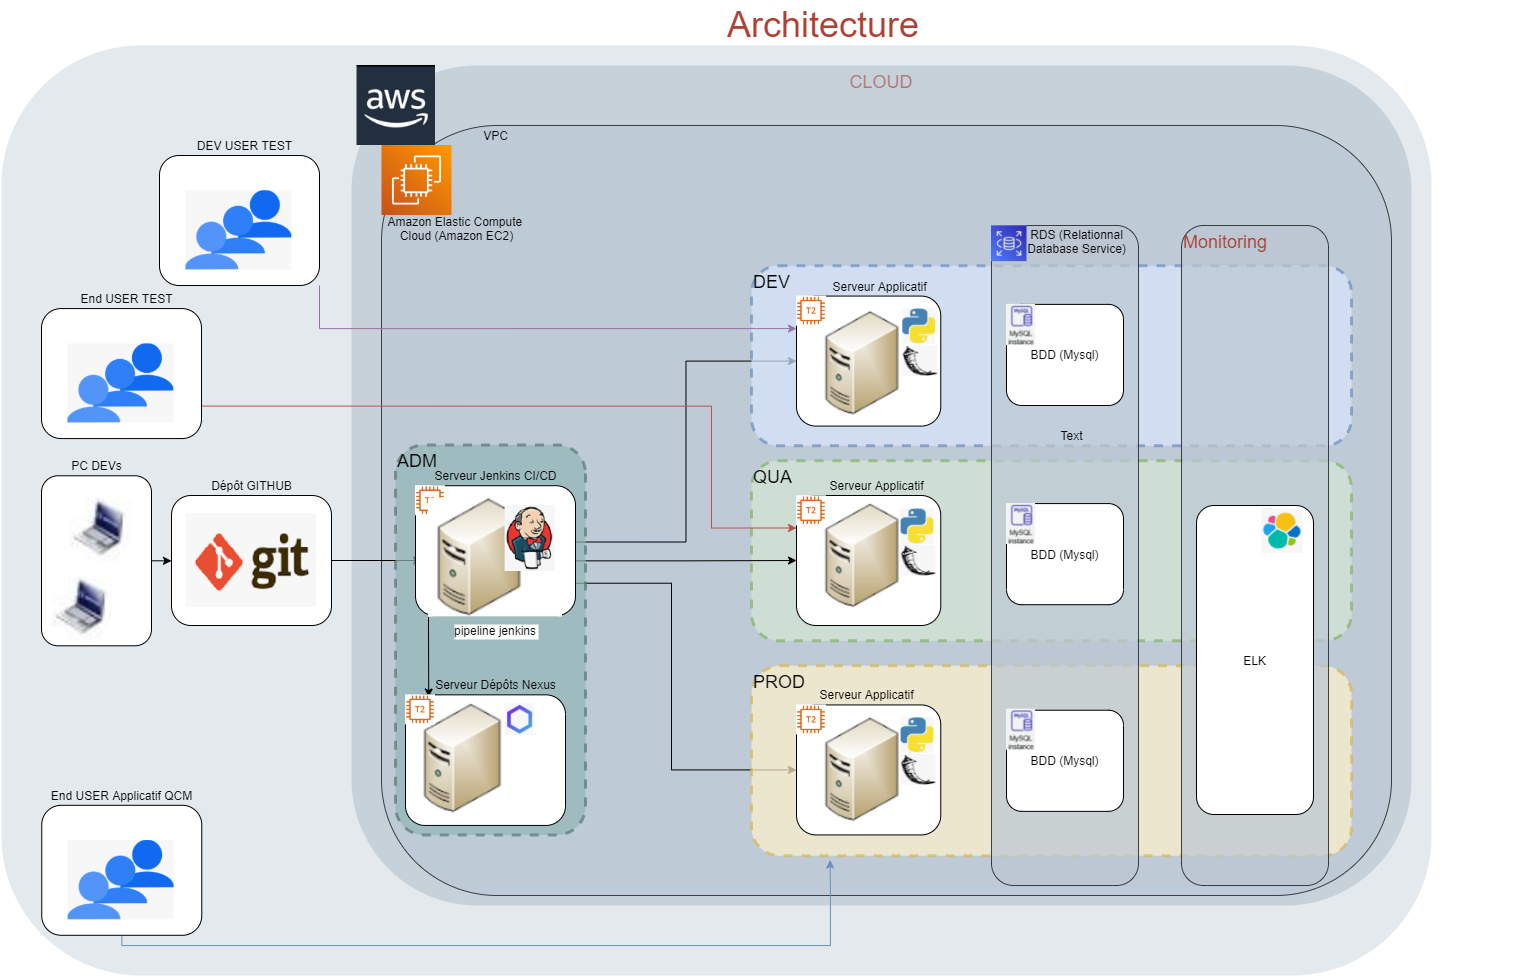 Architecture
CLOUD
aws
VPC
DEV USER TEST
Amazon Elastic Compute
Cloud (Amazon EC2)
RDS (Relationnal
Database Service)
Monitoring
DEV
Serveur Applicatif
T2
MySQL
MySQL
instance
BDD (Mysql)
End USER TEST
Text
ADM
Serveur Jenkins CI/CD
PC DEVs
Dépôt GITHUB
git
QUA
Serveur Applicatif
T2
MySQL
MySQL
instance
BDD (Mysql)
pipeline jenkins
ELK
Serveur Dépôts Nexus
T2
PROD
Serveur Applicatif
T2
MySQL
MySQL
instance
BDD (Mysql)
End USER Applicatif QCM